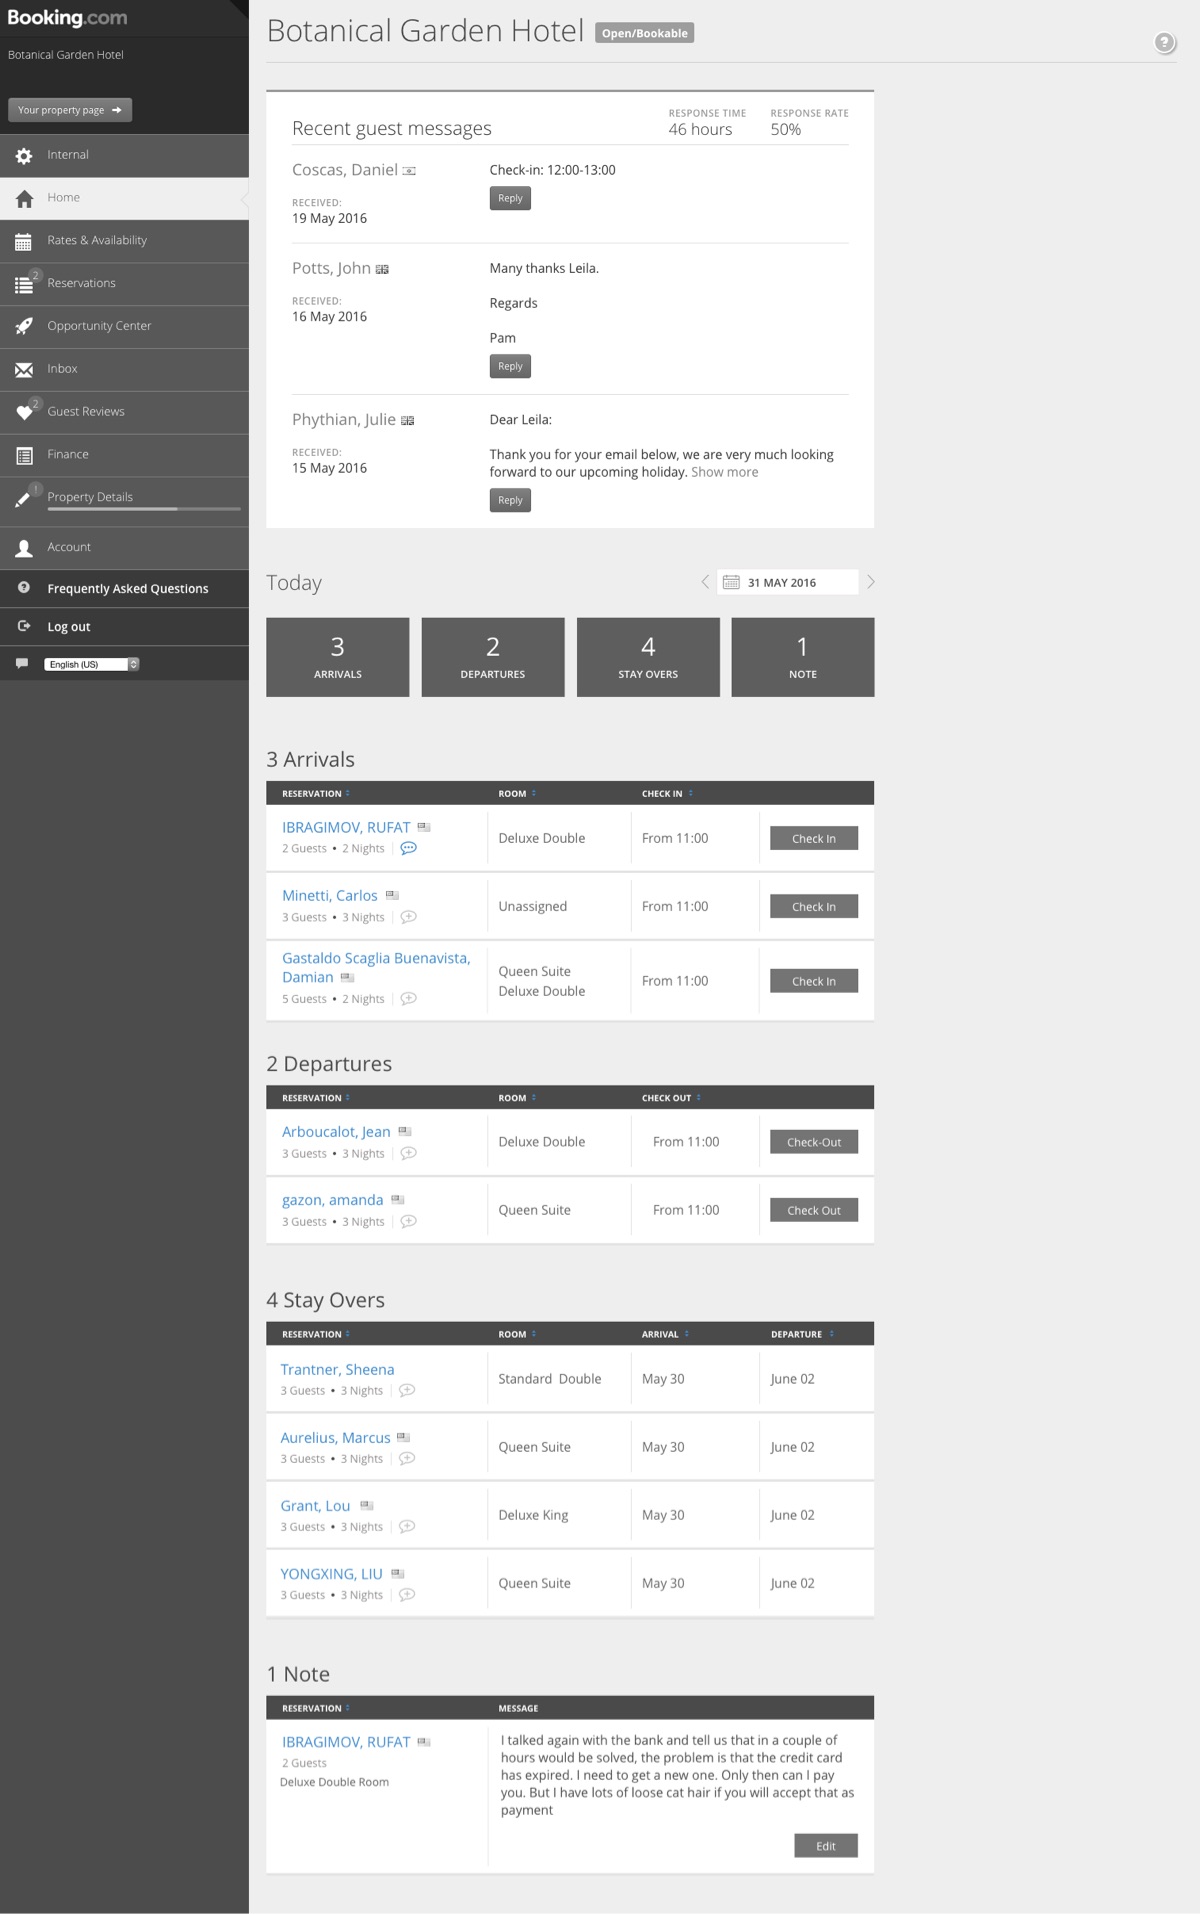 Booking.com
Botanical Garden Hotel
Your property page
Internal
Home
Rates & Availability
2
Reservations
Opportunity Center
Inbox
2
Guest Reviews
Finance
!
Property Details
Account
Frequently Asked Questions
Log out
English (US)
Botanical Garden Hotel Open/Bookable
?
Recent guest messages
RESPONSE TIME
46 hours
RESPONSE RATE
50%
Coscas, Daniel
RECEIVED:
19 May 2016
Check-in: 12:00-13:00
Reply
Potts, John
RECEIVED:
16 May 2016
Many thanks Leila.
Regards
Pam
Reply
Phythian, Julie
RECEIVED:
15 May 2016
Dear Leila:
Thank you for your email below, we are very much looking
forward to our upcoming holiday. Show more
Reply
Today
31 MAY 2016
3
ARRIVALS
2
DEPARTURES
4
STAY OVERS
1
NOTE
3 Arrivals
RESERVATION ROOM CHECK IN
IBRAGIMOV, RUFAT
2 Guests • 2 Nights
Deluxe Double
From 11:00
Check In
Minetti, Carlos
3 Guests • 3 Nights
Unassigned
From 11:00
Check In
Gastaldo Scaglia Buenavista,
Damian
5 Guests • 2 Nights
Queen Suite
Deluxe Double
From 11:00
Check In
2 Departures
RESERVATION ROOM CHECK OUT
Arboucalot, Jean
3 Guests • 3 Nights
Deluxe Double
From 11:00
Check-Out
gazon, amanda
3 Guests • 3 Nights
Queen Suite
From 11:00
Check Out
4 Stay Overs
RESERVATION ROOM ARRIVAL DEPARTURE
Trantner, Sheena
3 Guests • 3 Nights
Standard Double
May 30
June 02
Aurelius, Marcus
3 Guests • 3 Nights
Queen Suite
May 30
June 02
Grant, Lou
3 Guests • 3 Nights
Deluxe King
May 30
June 02
YONGXING, LIU
3 Guests • 3 Nights
Queen Suite
May 30
June 02
1 Note
RESERVATION MESSAGE
IBRAGIMOV, RUFAT
2 Guests
Deluxe Double Room
I talked again with the bank and tell us that in a couple of
hours would be solved, the problem is that the credit card
has expired. I need to get a new one. Only then can I pay
you. But I have lots of loose cat hair if you will accept that as
payment
Edit